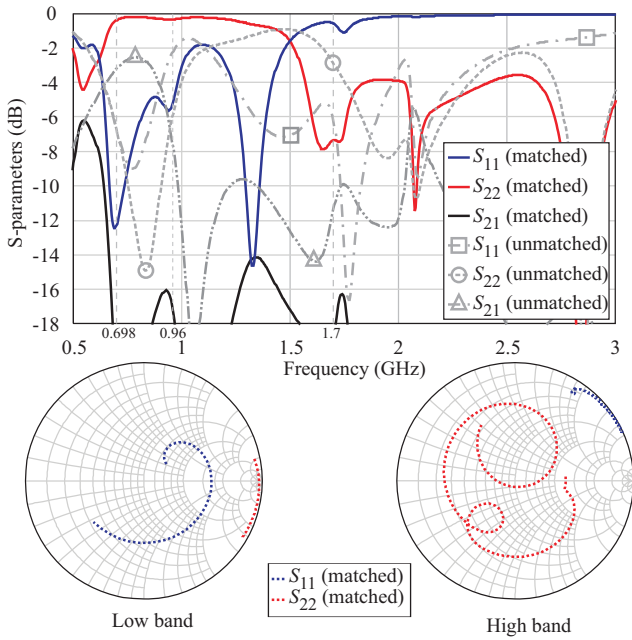 S-parameters (dB)
0
-2
-4
-6
-8
-10
-12
-14
-16
-18
S11 (matched)
S22 (matched)
S21 (matched)
S11 (unmatched)
S22 (unmatched)
S21 (unmatched)
0.698
0.96
1.7
0.5
1
1.5
2
2.5
3
Frequency (GHz)
S11 (matched)
S22 (matched)
Low band
High band